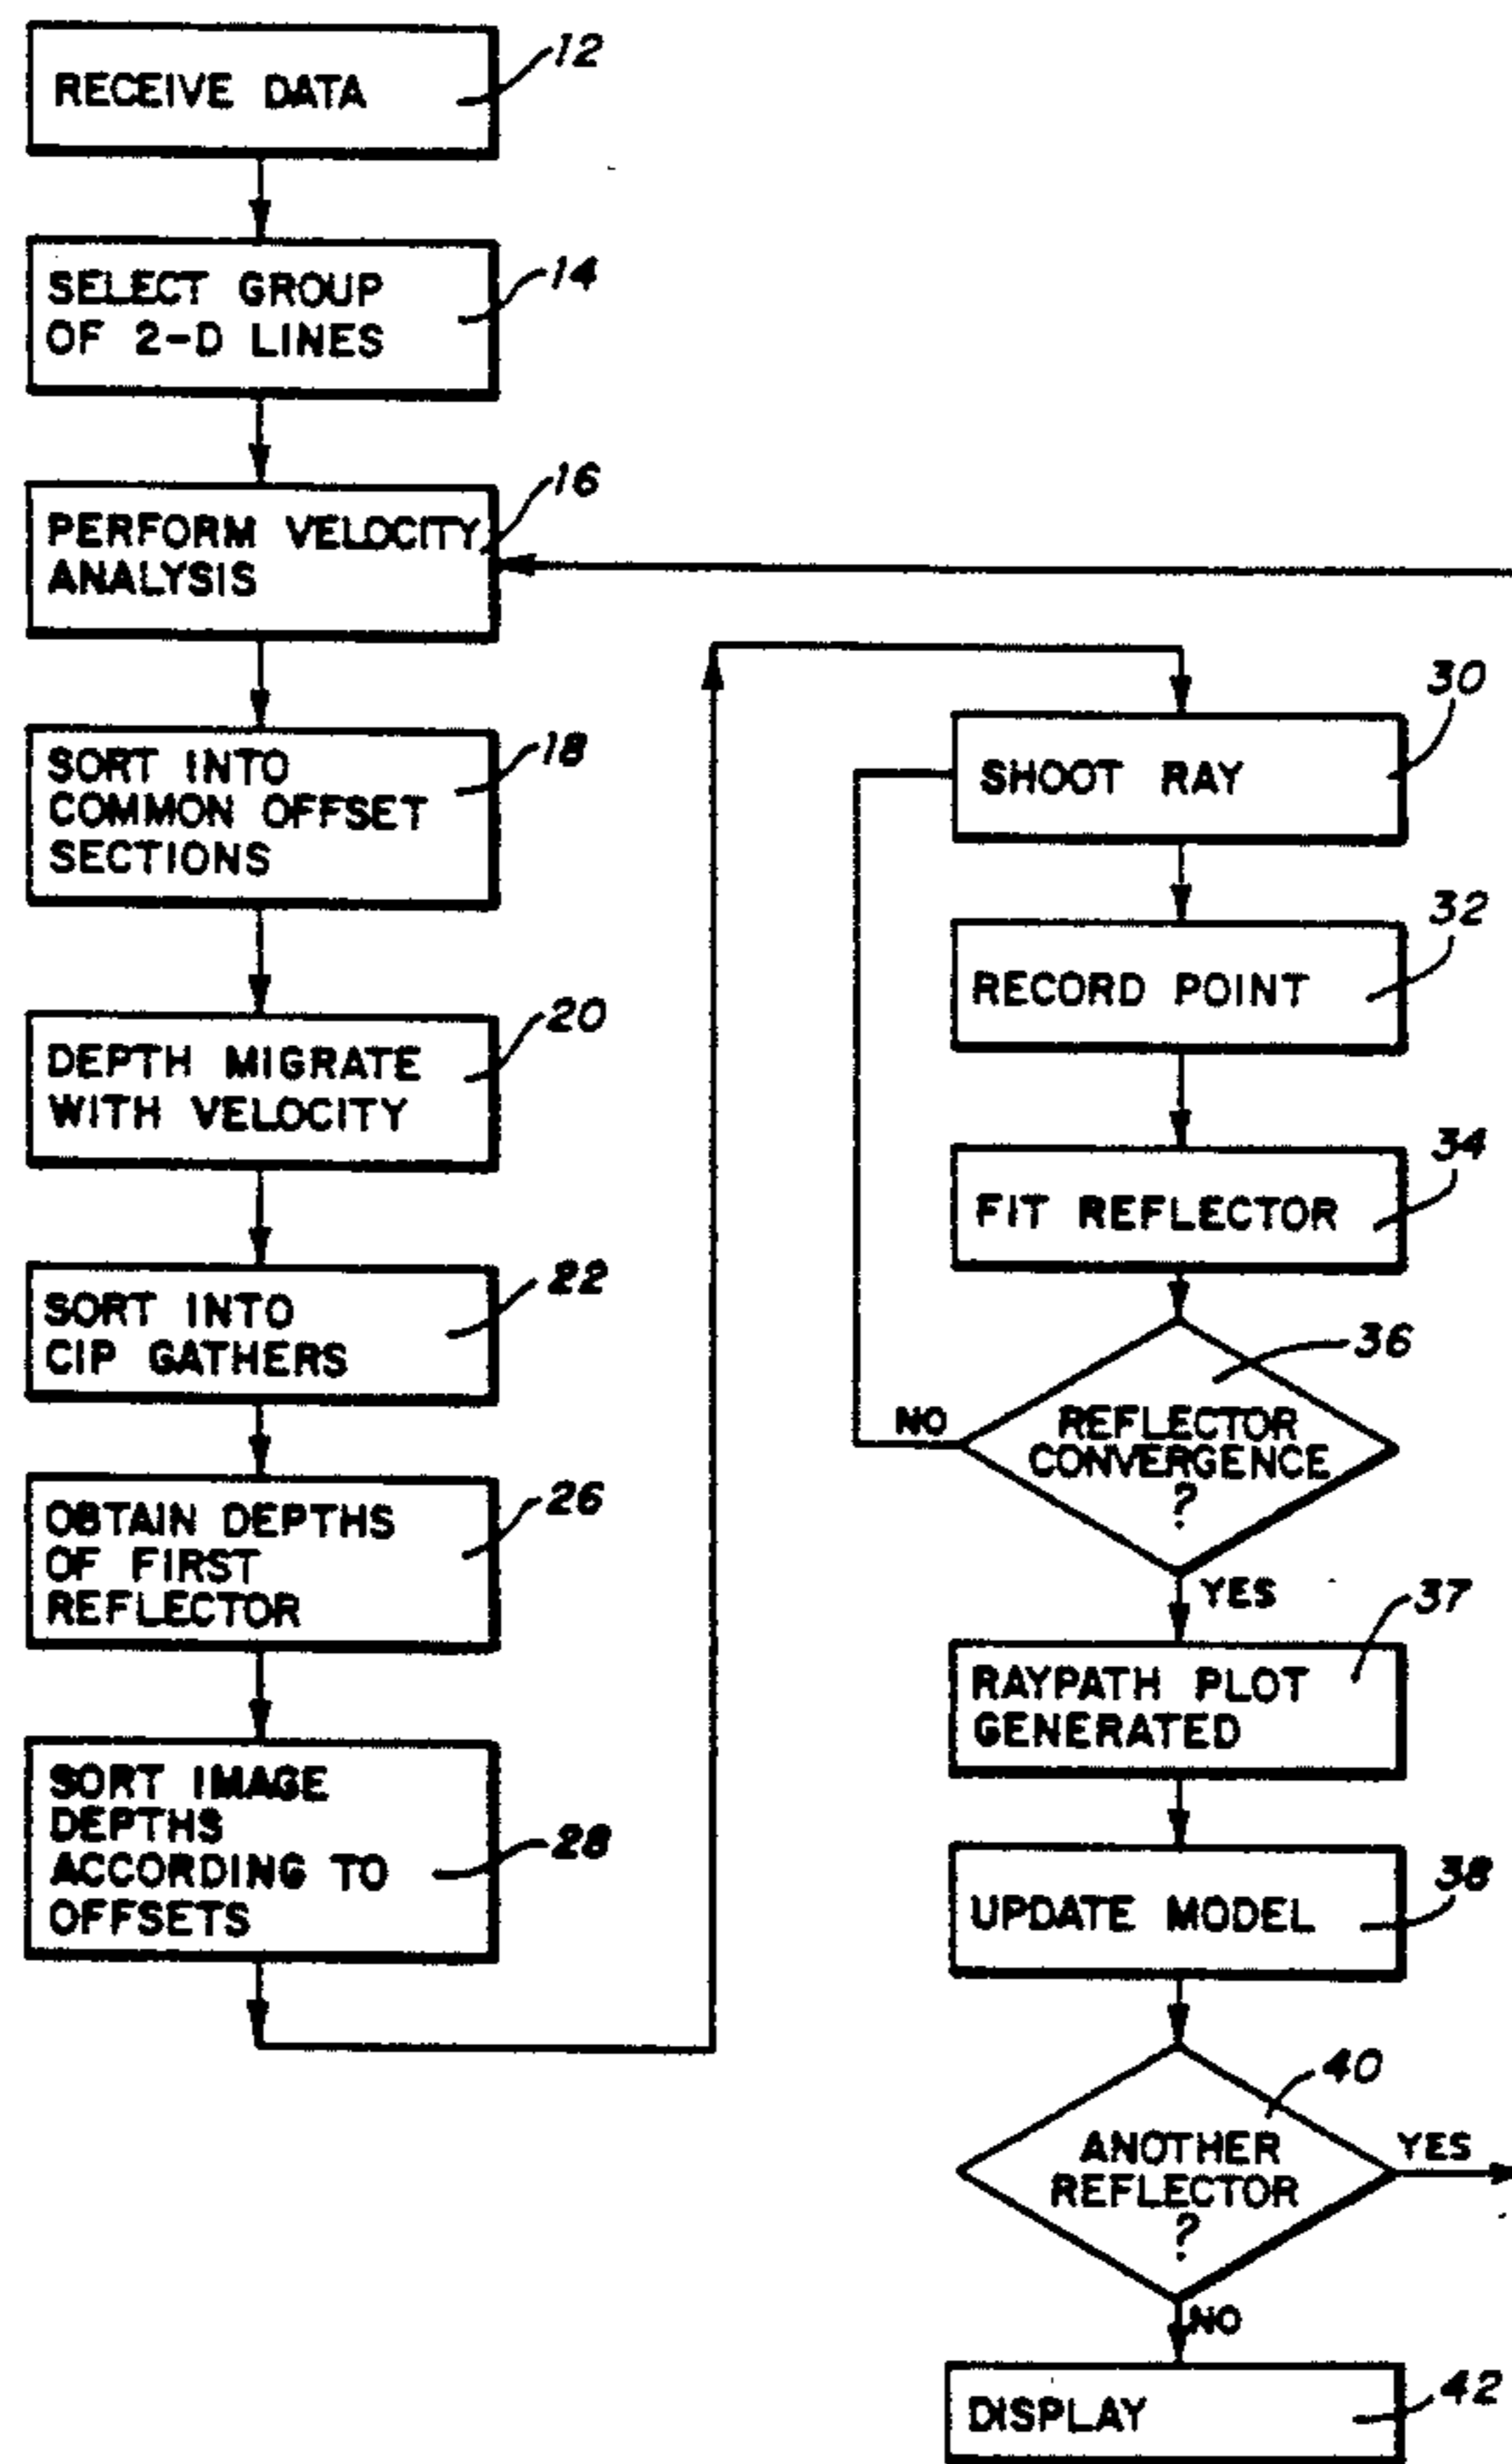 RECEIVE DATA
12
SELECT GROUP
OF 2-D LINES
14
PERFORM VELOCITY
ANALYSIS
16
SORT INTO
COMMON OFFSET
SECTIONS
18
DEPTH MIGRATE
WITH VELOCITY
20
SORT INTO
CIP GATHERS
22
OBTAIN DEPTHS
OF FIRST
REFLECTOR
26
SORT IMAGE
DEPTHS
ACCORDING TO
OFFSETS
28
SHOOT RAY
30
RECORD POINT
32
FIT REFLECTOR
34
REFLECTOR
CONVERGENCE
?
36
NO
YES
RAYPATH PLOT
GENERATED
37
UPDATE MODEL
38
ANOTHER
REFLECTOR
?
40
YES
NO
DISPLAY
42